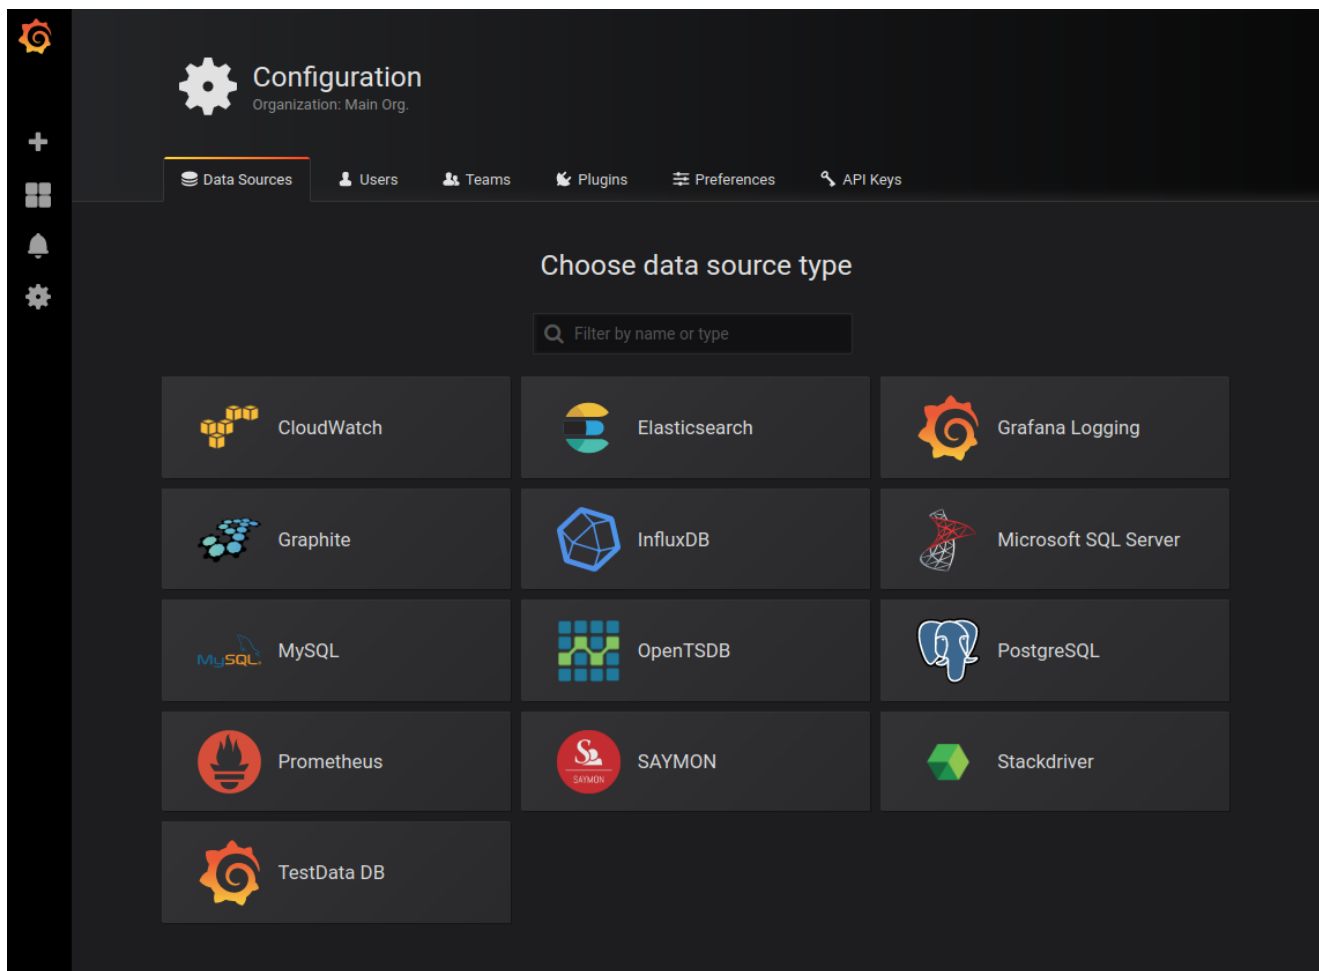 Configuration
Organization: Main Org.
Data Sources Users Teams Plugins Preferences API Keys
Choose data source type
Filter by name or type
CloudWatch Elasticsearch Grafana Logging
Graphite InfluxDB Microsoft SQL Server
MySQL MySQL OpenTSDB PostgreSQL
Prometheus SAYMON SAYMON Stackdriver
TestData DB